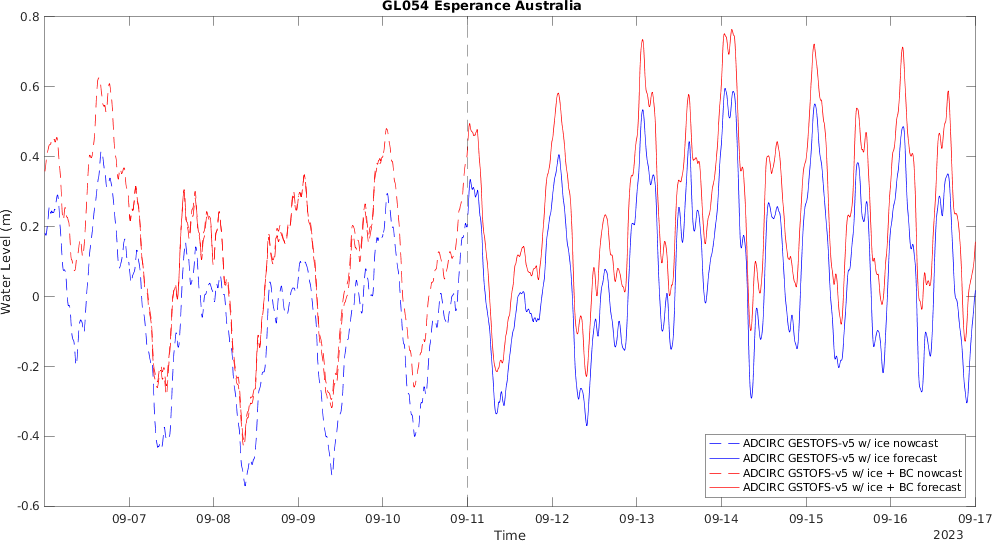 GL054 Esperance Australia
Water Level (m)
0.8
0.6
0.4
0.2
0
-0.2
-0.4
-0.6
ADCIRC GESTOFS-v5 w/ ice nowcast
ADCIRC GESTOFS-v5 w/ ice forecast
ADCIRC GSTOFS-v5 w/ ice + BC nowcast
ADCIRC GSTOFS-v5 w/ ice + BC forecast
09-07 09-08 09-09 09-10 09-11 09-12 09-13 09-14 09-15 09-16 09-17
Time
2023